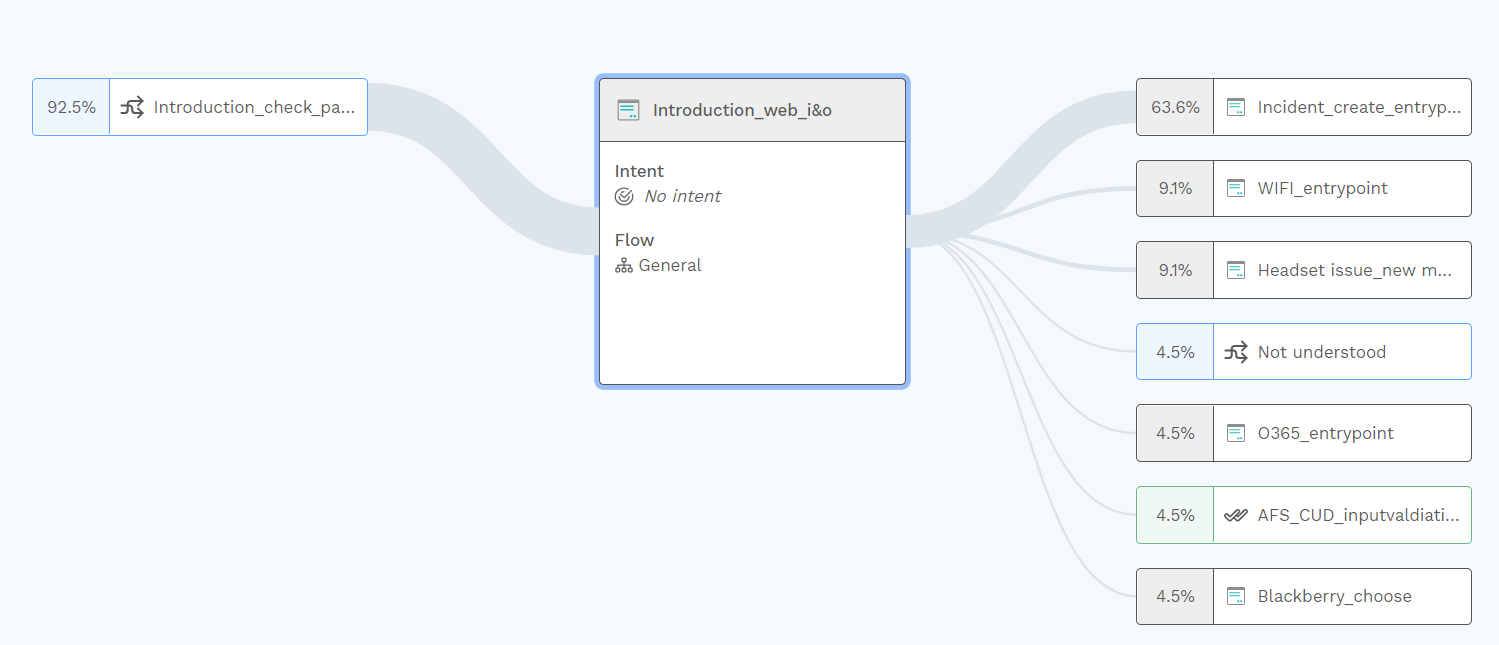 92.5%
Introduction_check_pa...
Introduction_web_i&o
Intent
No intent
Flow
General
63.6%
Incident_create_entryp...
9.1%
WIFI_entrypoint
9.1%
Headset issue_new m...
4.5%
Not understood
4.5%
O365_entrypoint
4.5%
AFS_CUD_inputvaldiati...
4.5%
Blackberry_choose